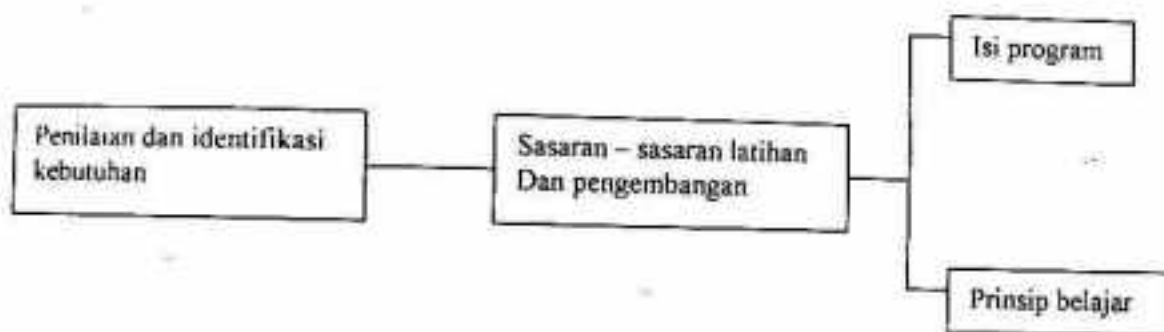 Isi program
Penilaian dan identifikasi
kebutuhan
Sasaran – sasaran latihan
Dan pengembangan
Prinsip belajar